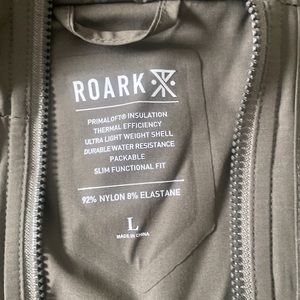 ROARK
PRIMALOFT® INSULATION
THERMAL EFFICIENCY
ULTRA LIGHT WEIGHT SHELL
DURABLE WATER RESISTANCE
PACKABLE
SLIM FUNCTIONAL FIT
92% NYLON 8% ELASTANE
L
MADE IN CHINA